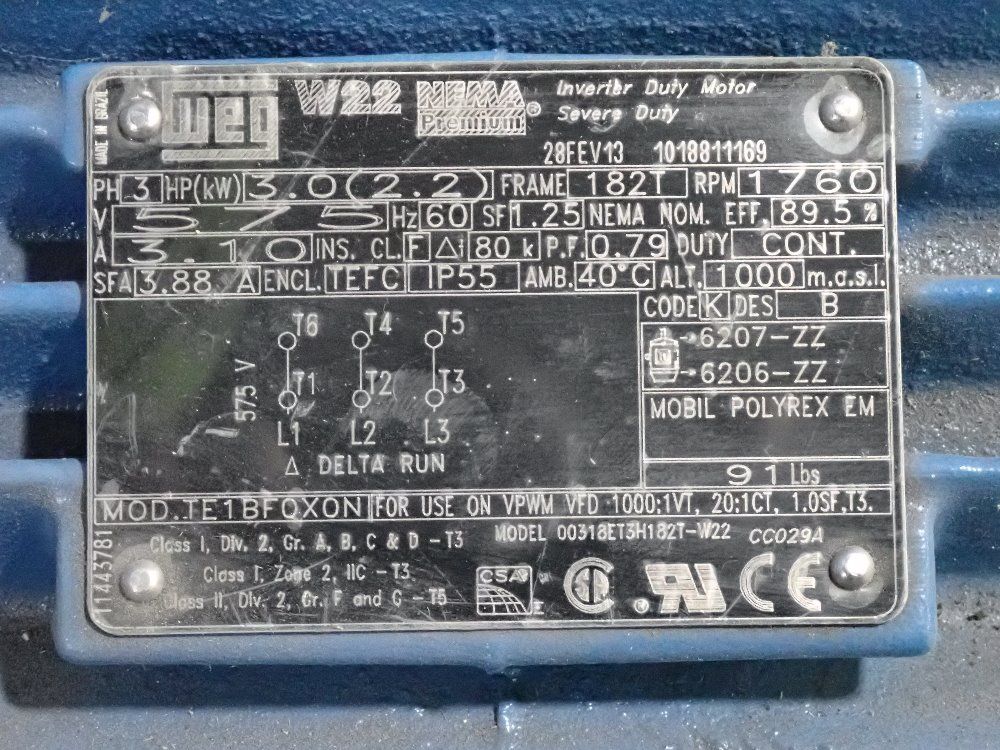 MADE IN BRAZIL
WEG W22 NEMA Premium® Inverter Duty Motor
Severe Duty
28FEV13 1018811169
PH 3 HP(kW) 3.0(2.2) FRAME 182T RPM 1760
V 575 Hz 60 SF 1.25 NEMA NOM. EFF. 89.5 %
A 3.10 INS. CL. F Δt 80 K P.F. 0.79 DUTY CONT.
SFA 3.88 A ENCL. TEFC IP55 AMB. 40°C ALT. 1000 m.a.s.l.
CODE K DES B
T6 T4 T5
6207-ZZ
575 V
T1 T2 T3
6206-ZZ
L1 L2 L3
MOBIL POLYREX EM
Δ DELTA RUN
91 Lbs
MOD.TE1BFOXON FOR USE ON VPWM VFD 1000:1VT, 20:1CT, 1.0SF,T3.
MODEL 00318ET3H182T-W22 CC029A
Class I, Div. 2, Gr. A, B, C & D - T3
Class I, Zone 2, IIC - T3
Class II, Div. 2, Gr. F and G - T5
CSA E
® CE
11443781